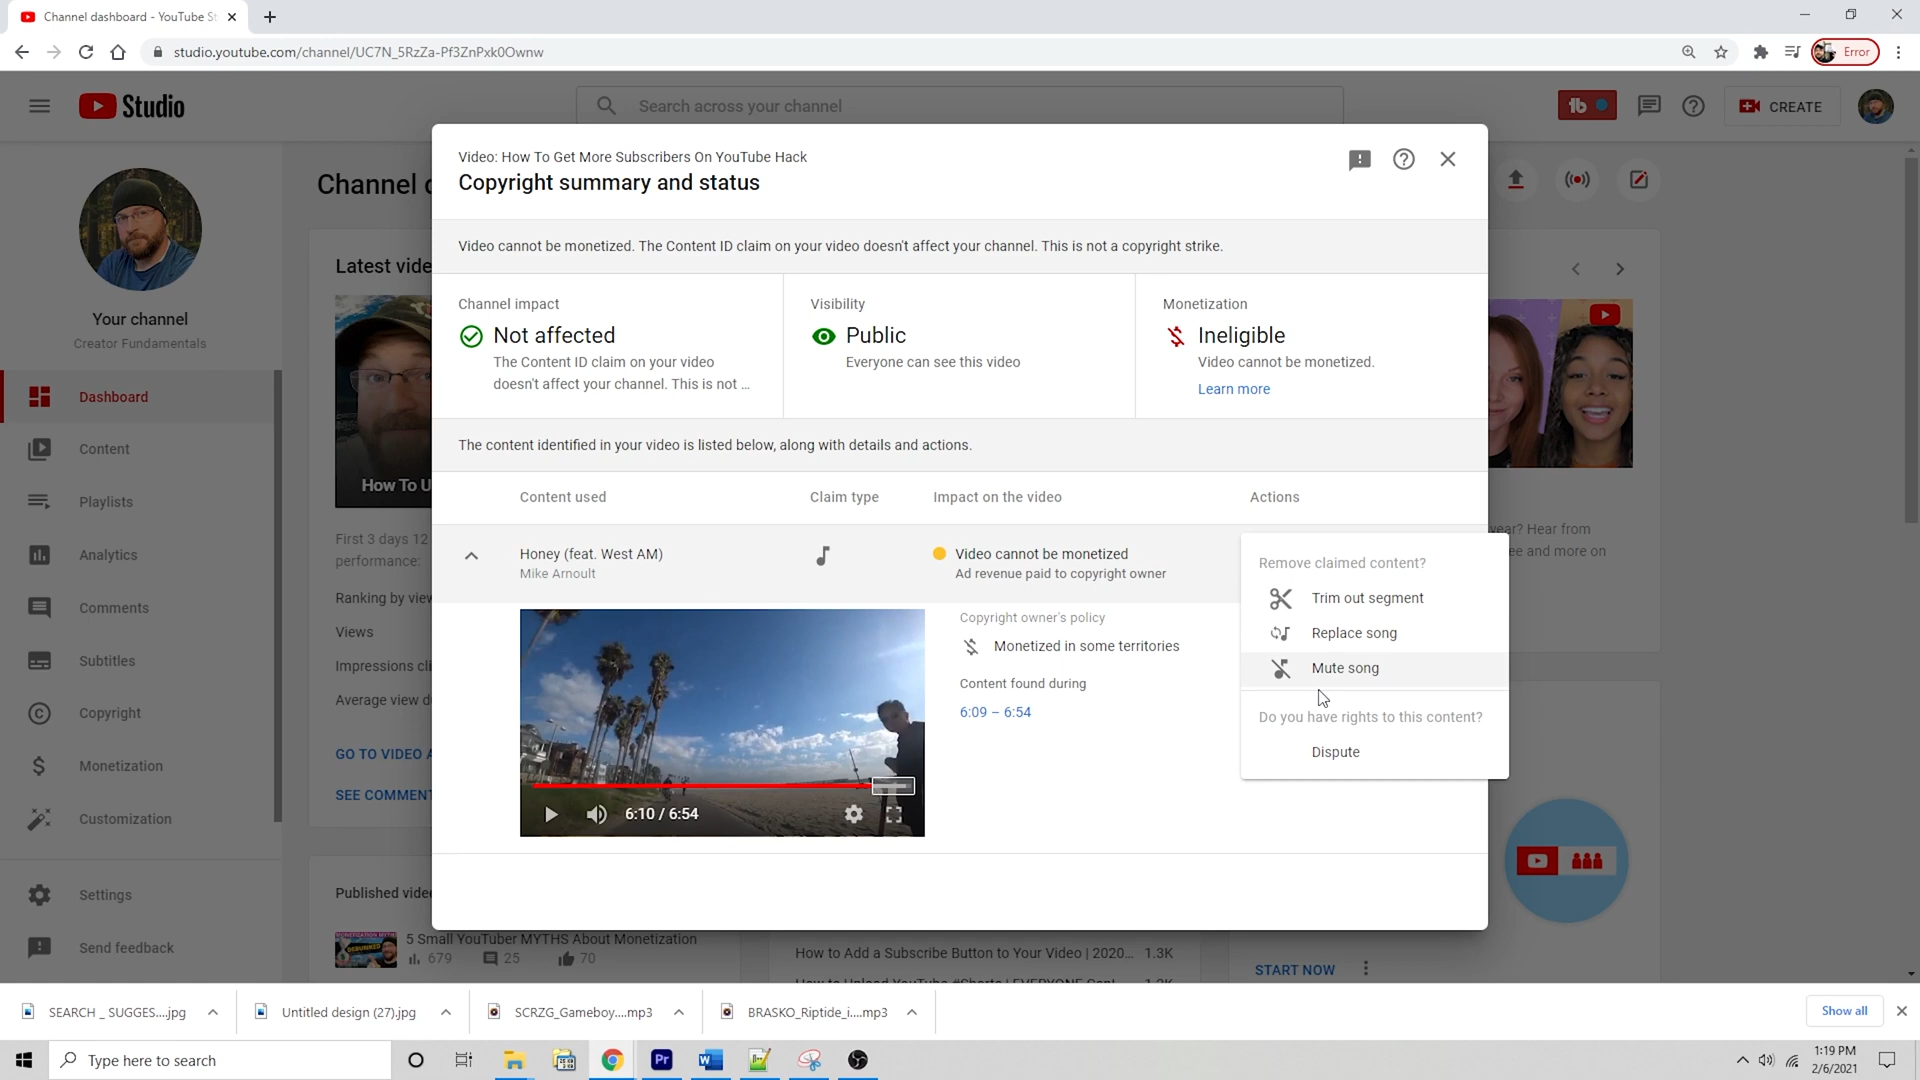 Channel dashboard - YouTube St
studio.youtube.com/channel/UC7N_5RzZa-Pf3ZnPxk0Ownw
Error
Studio
Search across your channel
tb
CREATE
Your channel
Creator Fundamentals
Dashboard
Content
Playlists
Analytics
Comments
Subtitles
Copyright
Monetization
Customization
Settings
Send feedback
Channel d
Latest vide
How To U
First 3 days 12
performance:
Ranking by view
Views
Impressions cli
Average view d
GO TO VIDEO A
SEE COMMENT
Published vide
5 Small YouTuber MYTHS About Monetization
679 25 70
Video: How To Get More Subscribers On YouTube Hack
Copyright summary and status
Video cannot be monetized. The Content ID claim on your video doesn't affect your channel. This is not a copyright strike.
Channel impact
Not affected
The Content ID claim on your video
doesn't affect your channel. This is not ...
Visibility
Public
Everyone can see this video
Monetization
Ineligible
Video cannot be monetized.
Learn more
The content identified in your video is listed below, along with details and actions.
Content used Claim type Impact on the video Actions
Honey (feat. West AM)
Mike Arnoult
Video cannot be monetized
Ad revenue paid to copyright owner
6:10 / 6:54
Copyright owner's policy
Monetized in some territories
Content found during
6:09 – 6:54
Remove claimed content?
Trim out segment
Replace song
Mute song
Do you have rights to this content?
Dispute
year? Hear from
ee and more on
How to Add a Subscribe Button to Your Video | 2020... 1.3K
START NOW
SEARCH _ SUGGES....jpg
Untitled design (27).jpg
SCRZG_Gameboy....mp3
BRASKO_Riptide_i....mp3
Show all
Type here to search
Pr
1:19 PM
2/6/2021